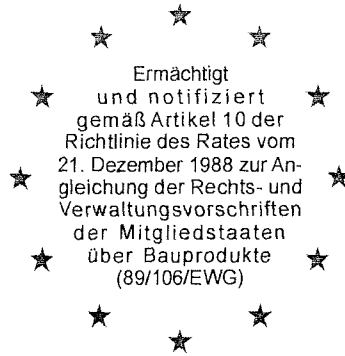 Ermächtigt
und notifiziert
gemäß Artikel 10 der
Richtlinie des Rates vom
21. Dezember 1988 zur An-
gleichung der Rechts- und
Verwaltungsvorschriften
der Mitgliedstaaten
über Bauprodukte
(89/106/EWG)